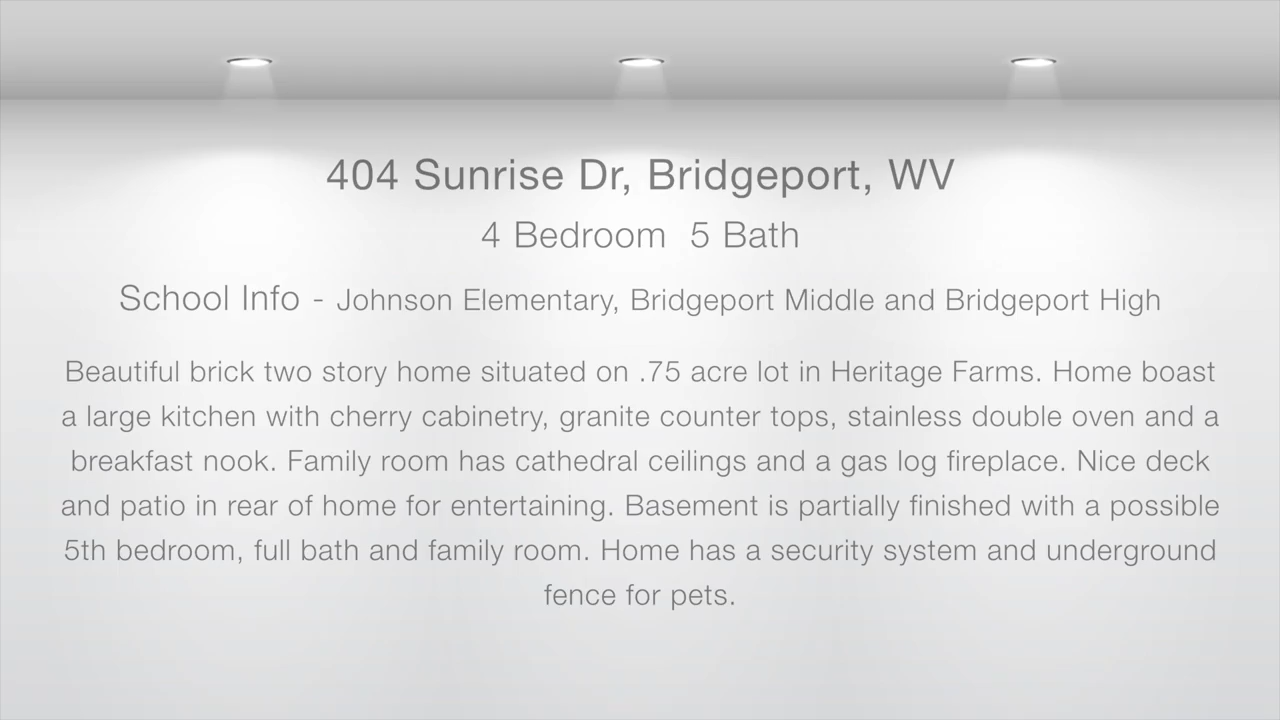 404 Sunrise Dr, Bridgeport, WV
4 Bedroom  5 Bath
School Info - Johnson Elementary, Bridgeport Middle and Bridgeport High
Beautiful brick two story home situated on .75 acre lot in Heritage Farms. Home boast
a large kitchen with cherry cabinetry, granite counter tops, stainless double oven and a
breakfast nook. Family room has cathedral ceilings and a gas log fireplace. Nice deck
and patio in rear of home for entertaining. Basement is partially finished with a possible
5th bedroom, full bath and family room. Home has a security system and underground
fence for pets.